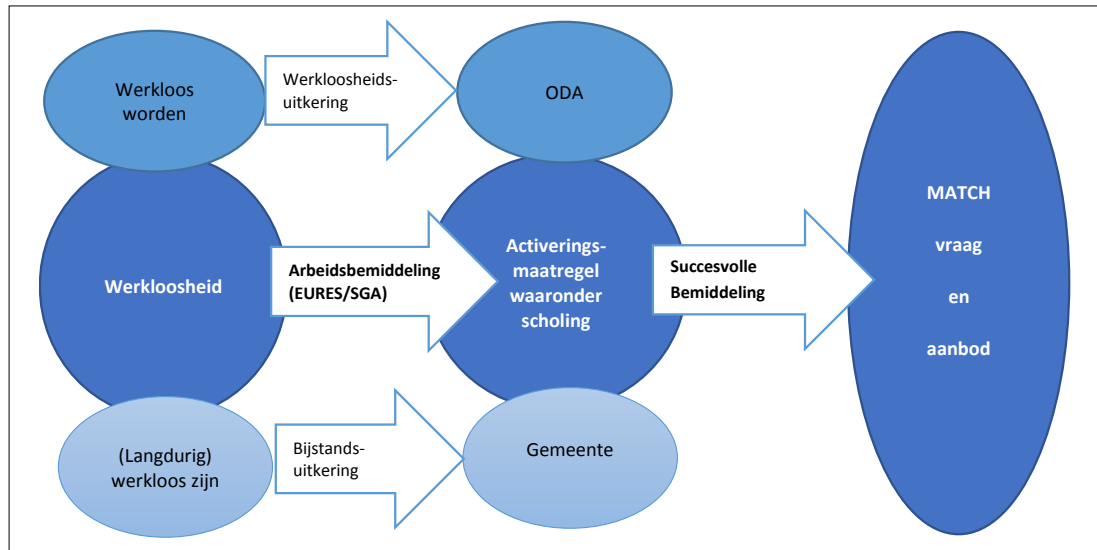 Werkloos
worden
Werkloosheids-
uitkering
ODA
Werkloosheid
Arbeidsbemiddeling
(EURES/SGA)
Activerings-
maatregel
waaronder
scholing
Succesvolle
Bemiddeling
MATCH
vraag
en
aanbod
(Langdurig)
werkloos zijn
Bijstands-
uitkering
Gemeente